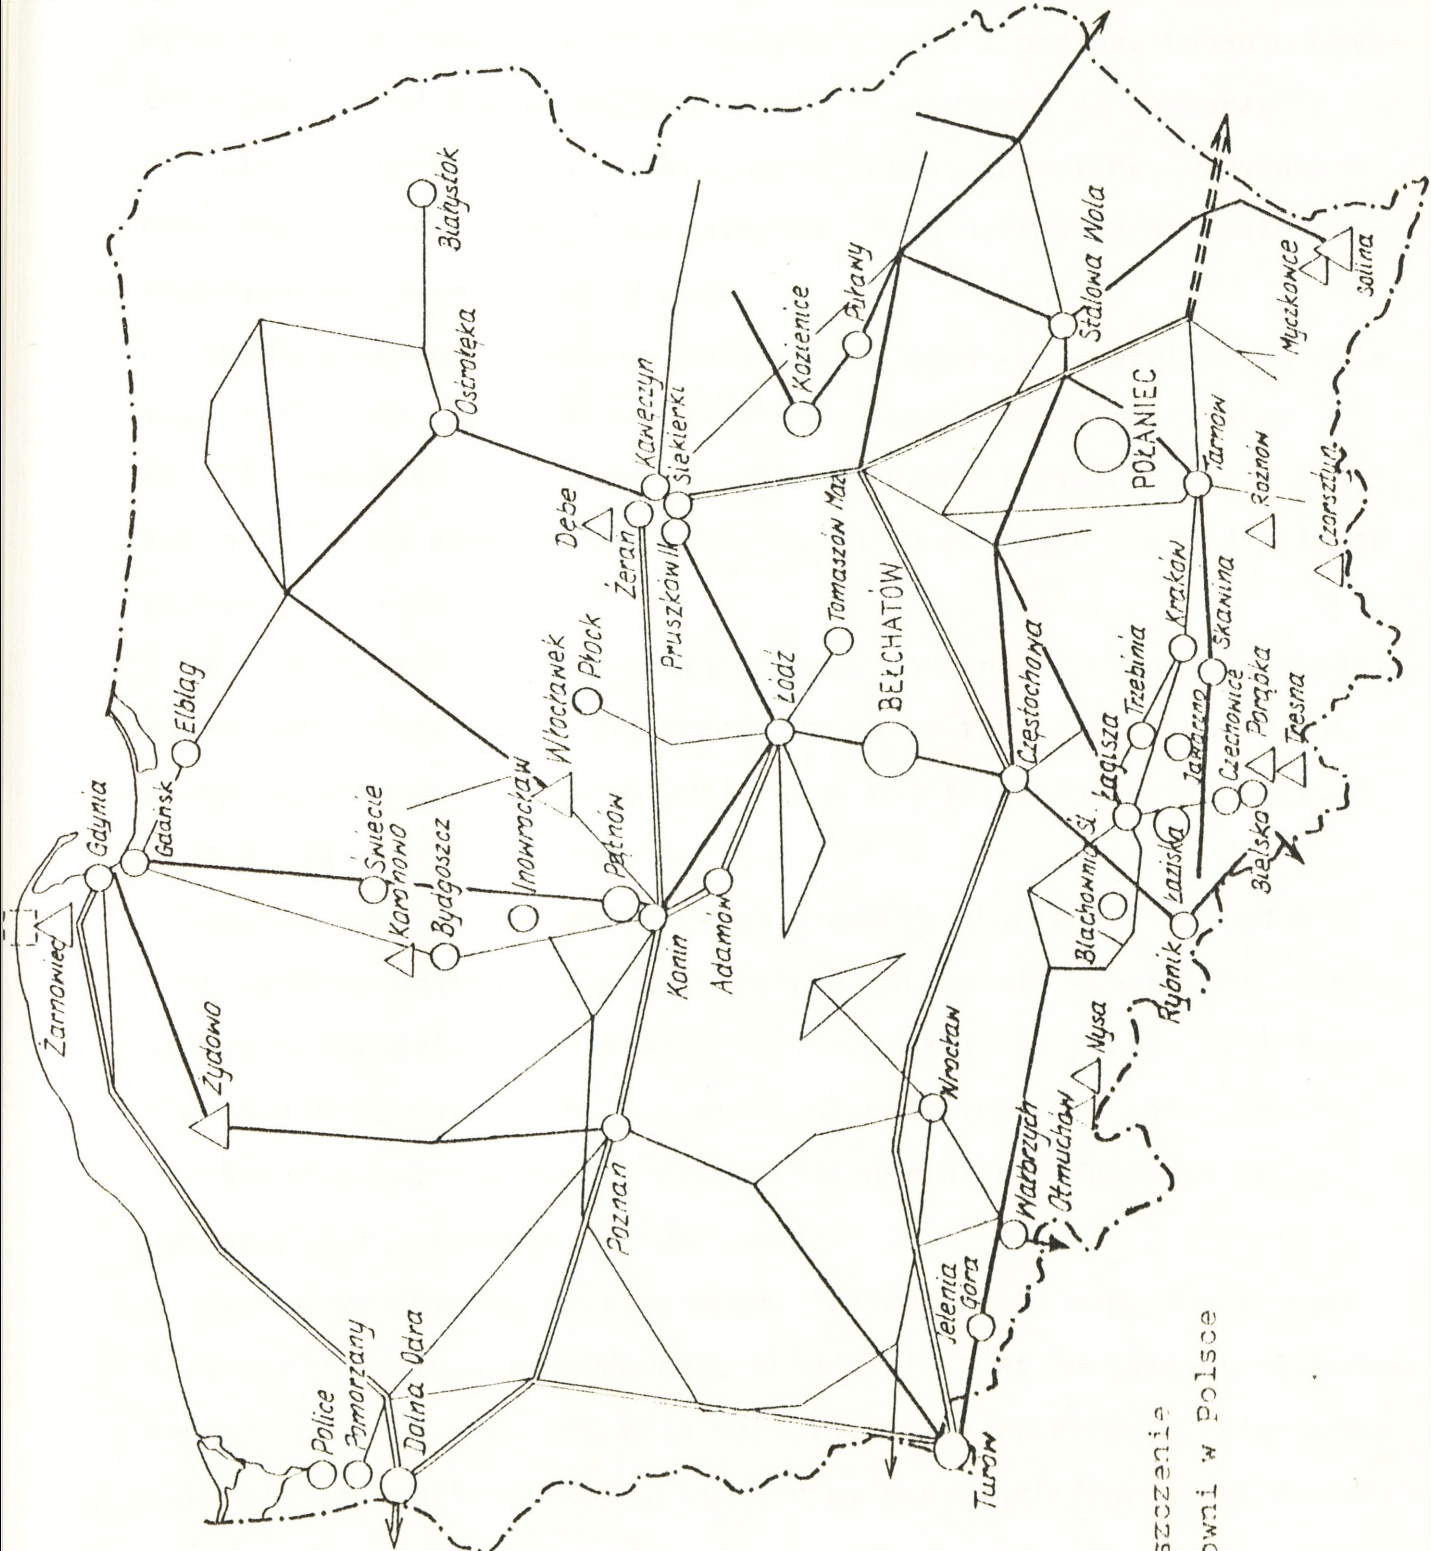 Gdynia
Gdańsk
Elbląg
Żarnowiec
Żydowo
Świecie
Koronowo
Bydgoszcz
Inowrocław
Włocławek
Płock
Pątnów
Konin
Adamów
Białystok
Ostrołęka
Dębe
Żerań
Kawęczyn
Siekierki
Pruszków II
Łódź
Tomaszów Maz
BEŁCHATÓW
Kozienice
Puławy
Stalowa Wola
POŁANIEC
Tarnów
Rożnów
Czorsztyn
Myczkowce
Solina
Częstochowa
Łagisza
Trzebinia
Kraków
Skawina
Jaworzno
Czechowice
Porąbka
Tresna
Bielsko
Łaziska
Blachownia Śl.
Rybnik
Nysa
Otmuchów
Wałbrzych
Wrocław
Jelenia
Góra
Turów
Poznań
Dolna Odra
Pomorzany
Police
szczenie
owni w Polsce